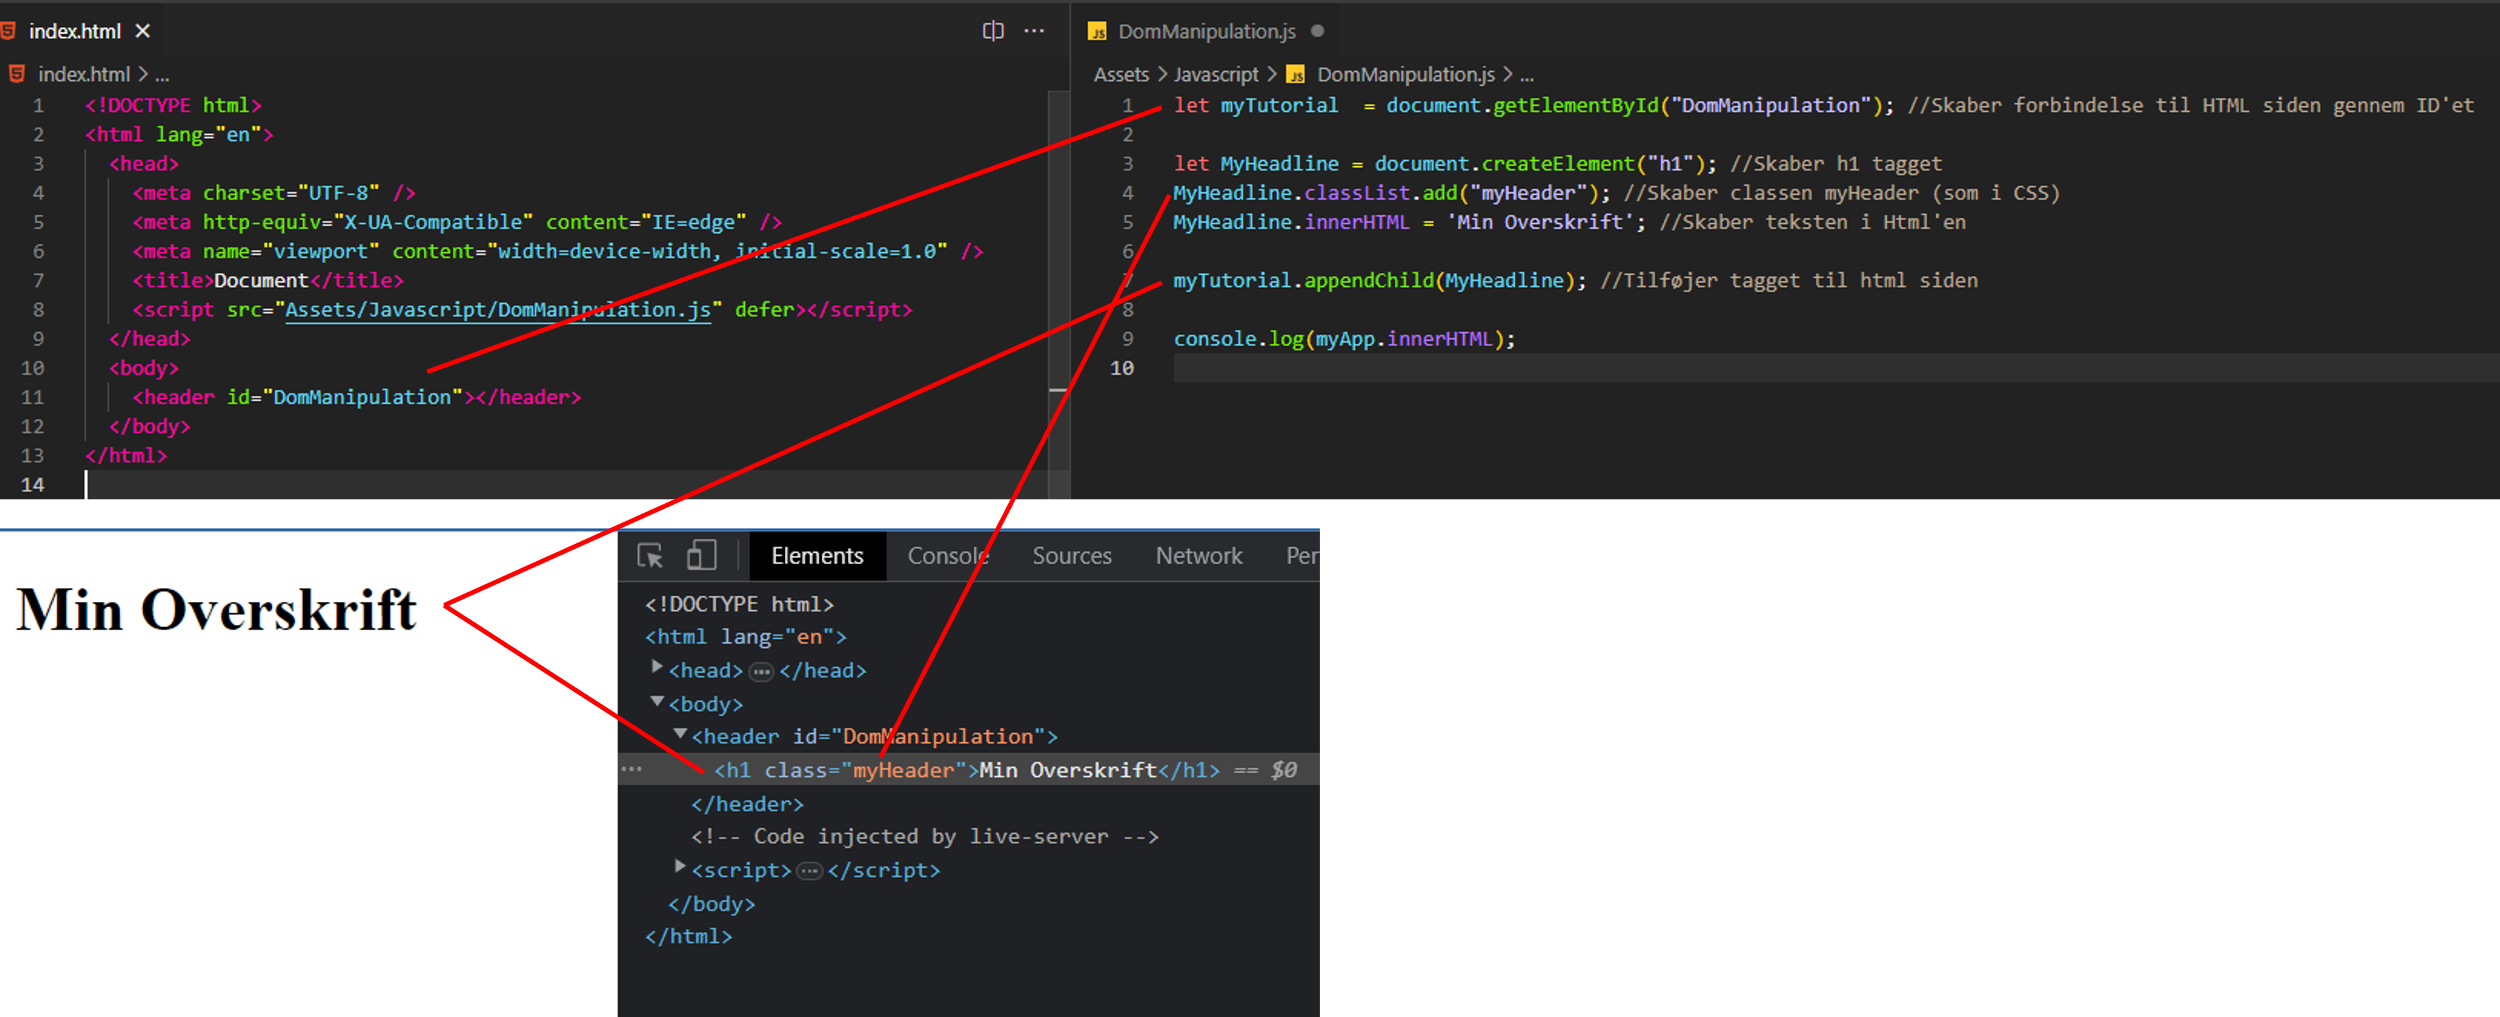 index.html
index.html > ...
1 <!DOCTYPE html>
2 <html lang="en">
3 <head>
4 <meta charset="UTF-8" />
5 <meta http-equiv="X-UA-Compatible" content="IE=edge" />
6 <meta name="viewport" content="width=device-width, initial-scale=1.0" />
7 <title>Document</title>
8 <script src="Assets/Javascript/DomManipulation.js" defer></script>
9 </head>
10 <body>
11 <header id="DomManipulation"></header>
12 </body>
13 </html>
14
DomManipulation.js
Assets > Javascript > DomManipulation.js > ...
1 let myTutorial  = document.getElementById("DomManipulation"); //Skaber forbindelse til HTML siden gennem ID'et
2
3 let MyHeadline = document.createElement("h1"); //Skaber h1 tagget
4 MyHeadline.classList.add("myHeader"); //Skaber classen myHeader (som i CSS)
5 MyHeadline.innerHTML = 'Min Overskrift'; //Skaber teksten i Html'en
6
7 myTutorial.appendChild(MyHeadline); //Tilføjer tagget til html siden
8
9 console.log(myApp.innerHTML);
10
Min Overskrift
Elements Console Sources Network Per
<!DOCTYPE html>
<html lang="en">
<head> ... </head>
<body>
<header id="DomManipulation">
... <h1 class="myHeader">Min Overskrift</h1> == $0
</header>
<!-- Code injected by live-server -->
<script> ... </script>
</body>
</html>